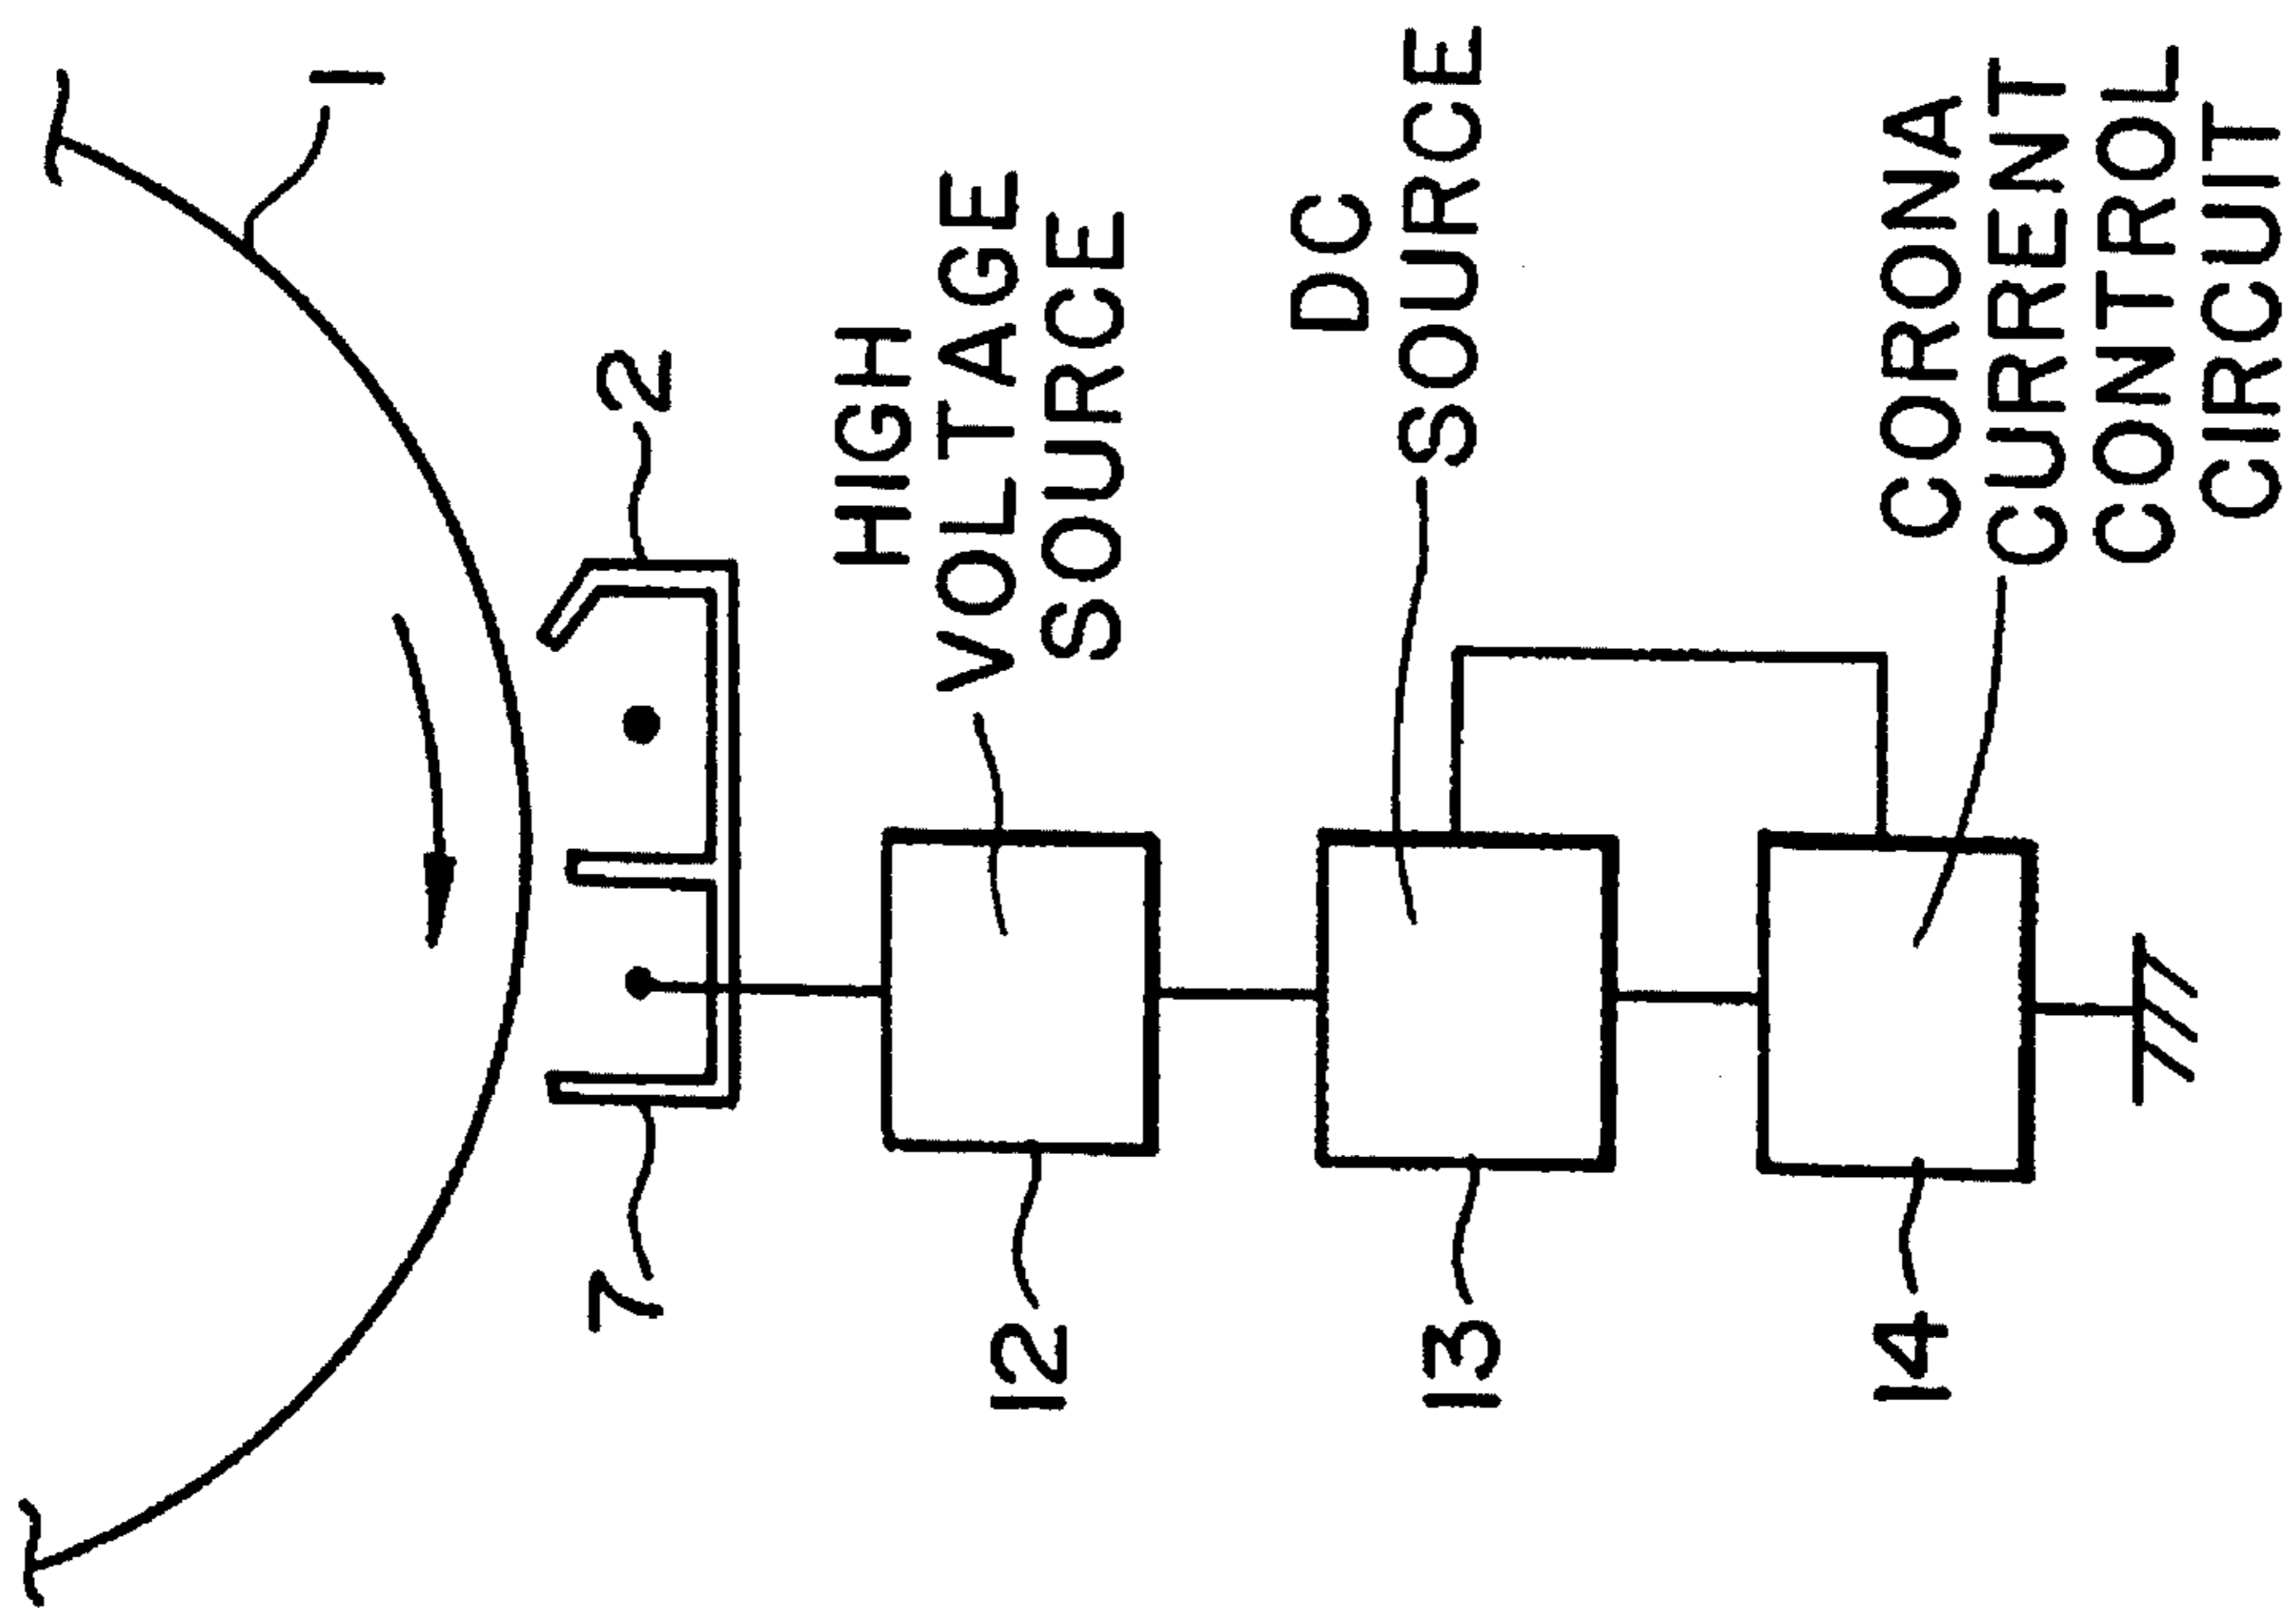 1
2
7
HIGH
VOLTAGE
SOURCE
12
DC
SOURCE
13
CORONA
CURRENT
CONTROL
CIRCUIT
14